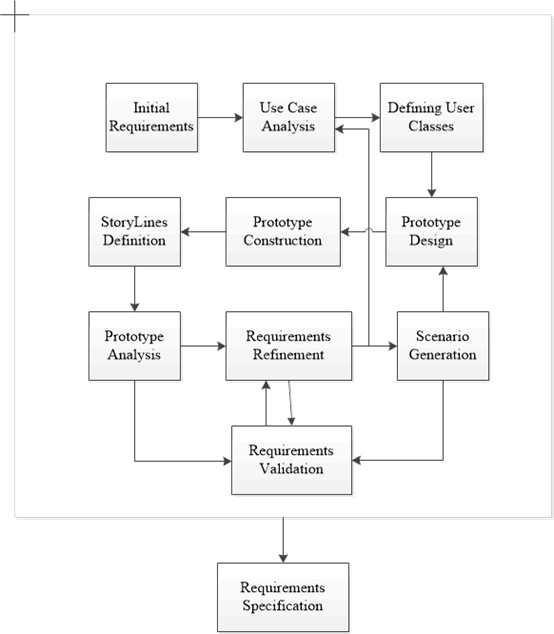 Initial
Requirements
Use Case
Analysis
Defining User
Classes
StoryLines
Definition
Prototype
Construction
Prototype
Design
Prototype
Analysis
Requirements
Refinement
Scenario
Generation
Requirements
Validation
Requirements
Specification